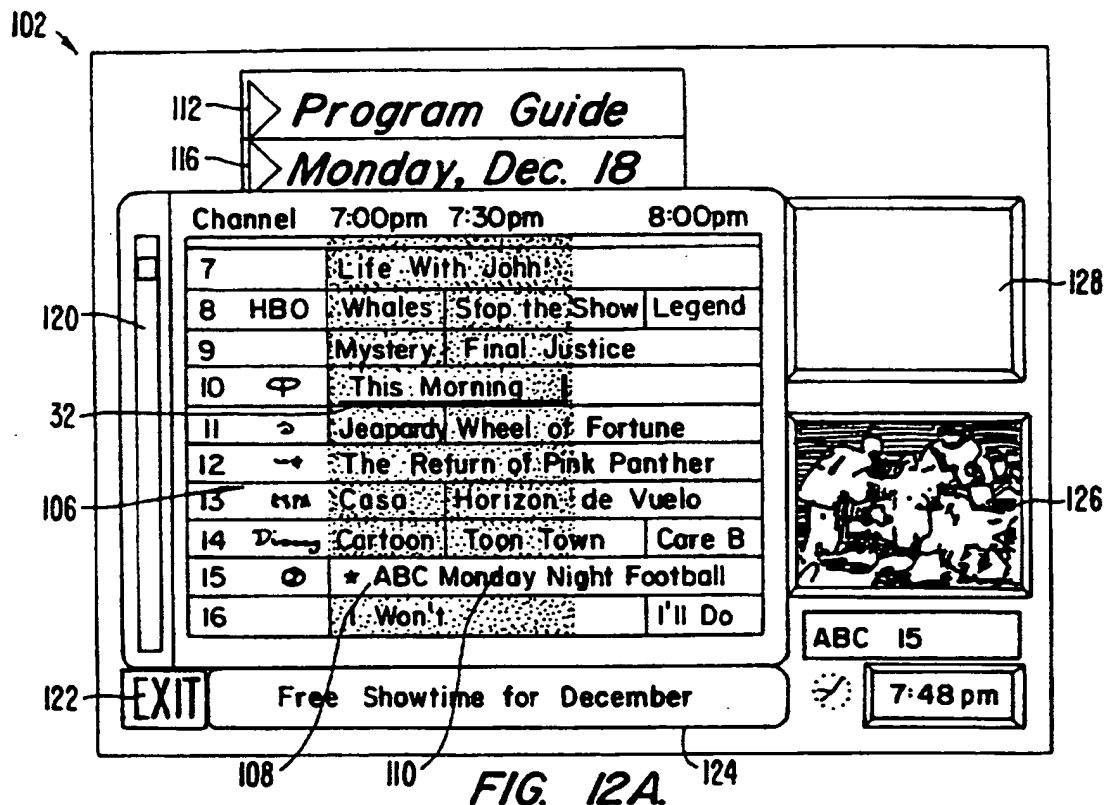 102
112 Program Guide
116 Monday, Dec. 18
Channel 7:00pm 7:30pm 8:00pm
7 Life With John
128
8 HBO Whales Stop the Show Legend
120
9 Mystery Final Justice
10 This Morning
32
11 Jeapardy Wheel of Fortune
12 The Return of Pink Panther
106
13 Casa Horizon de Vuelo
126
14 Disney Cartoon Toon Town Care B
15 * ABC Monday Night Football
16 I Won't I'll Do
ABC 15
122 EXIT Free Showtime for December
7:48 pm
108 110 124
FIG. 12A.